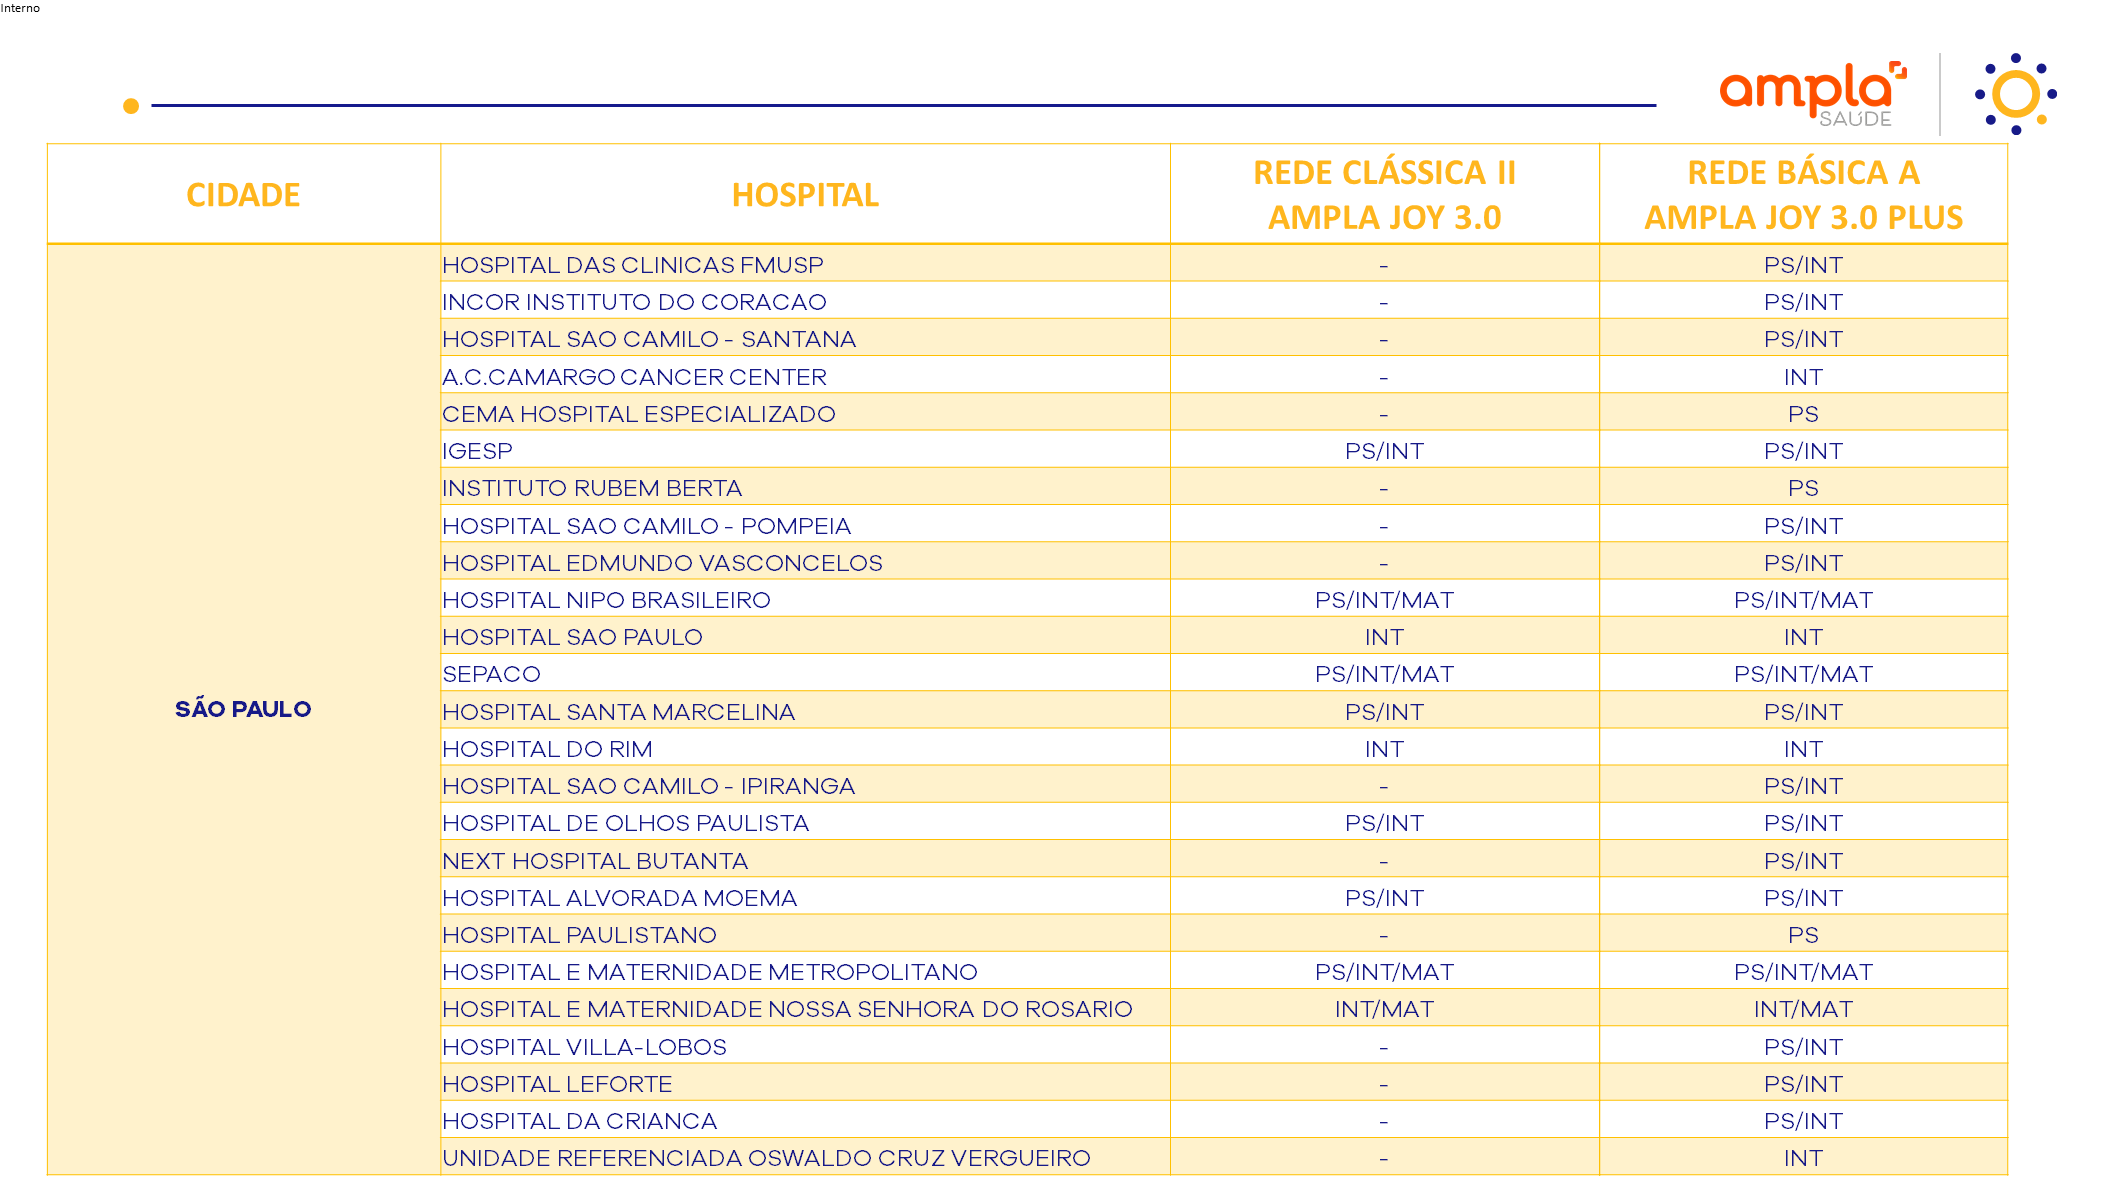 Interno
ampla
SAÚDE
CIDADE
HOSPITAL
REDE CLÁSSICA II
AMPLA JOY 3.0
REDE BÁSICA A
AMPLA JOY 3.0 PLUS
SÃO PAULO
HOSPITAL DAS CLINICAS FMUSP - PS/INT
INCOR INSTITUTO DO CORACAO - PS/INT
HOSPITAL SAO CAMILO - SANTANA - PS/INT
A.C.CAMARGO CANCER CENTER - INT
CEMA HOSPITAL ESPECIALIZADO - PS
IGESP PS/INT PS/INT
INSTITUTO RUBEM BERTA - PS
HOSPITAL SAO CAMILO - POMPEIA - PS/INT
HOSPITAL EDMUNDO VASCONCELOS - PS/INT
HOSPITAL NIPO BRASILEIRO PS/INT/MAT PS/INT/MAT
HOSPITAL SAO PAULO INT INT
SEPACO PS/INT/MAT PS/INT/MAT
HOSPITAL SANTA MARCELINA PS/INT PS/INT
HOSPITAL DO RIM INT INT
HOSPITAL SAO CAMILO - IPIRANGA - PS/INT
HOSPITAL DE OLHOS PAULISTA PS/INT PS/INT
NEXT HOSPITAL BUTANTA - PS/INT
HOSPITAL ALVORADA MOEMA PS/INT PS/INT
HOSPITAL PAULISTANO - PS
HOSPITAL E MATERNIDADE METROPOLITANO PS/INT/MAT PS/INT/MAT
HOSPITAL E MATERNIDADE NOSSA SENHORA DO ROSARIO INT/MAT INT/MAT
HOSPITAL VILLA-LOBOS - PS/INT
HOSPITAL LEFORTE - PS/INT
HOSPITAL DA CRIANCA - PS/INT
UNIDADE REFERENCIADA OSWALDO CRUZ VERGUEIRO - INT